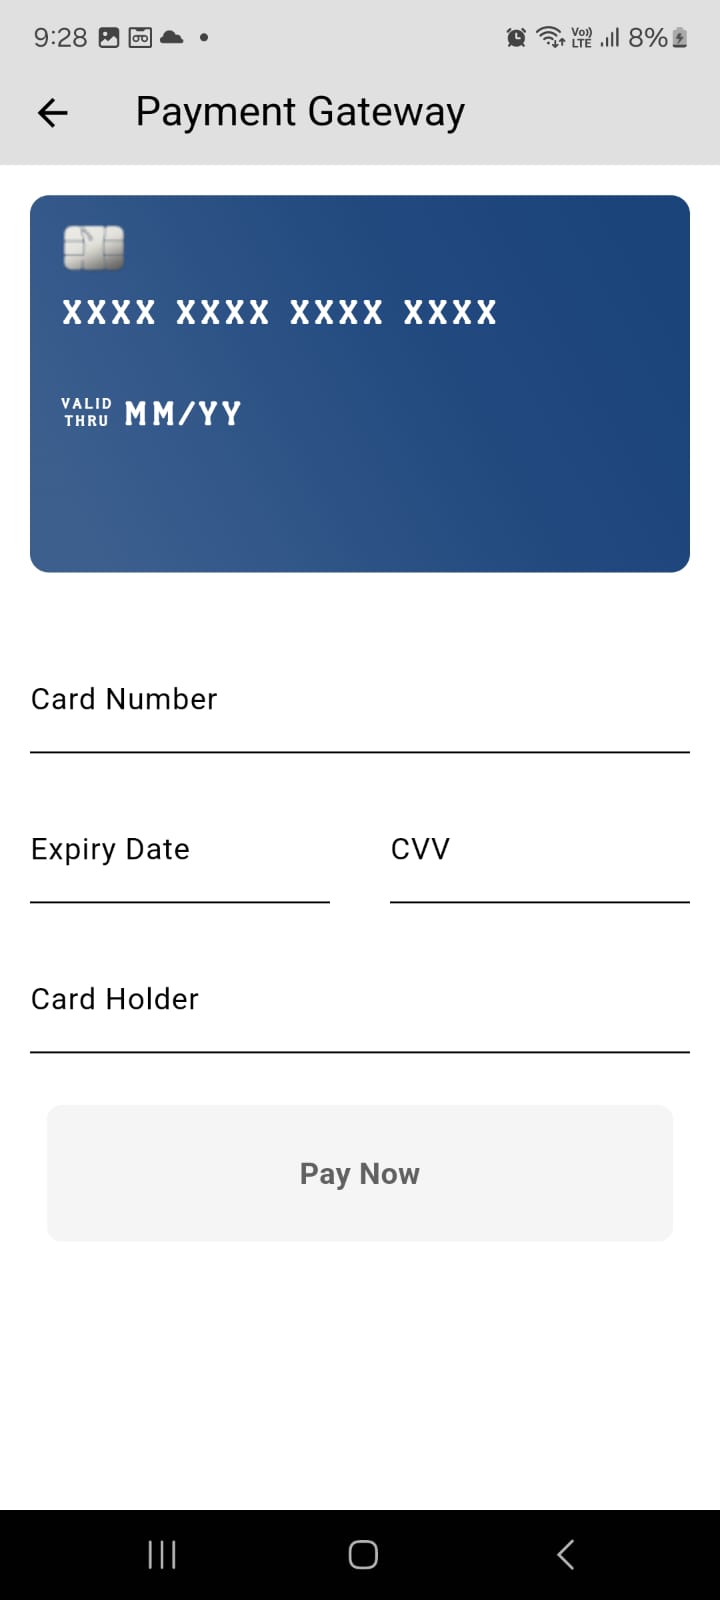 9:28 Vo)) LTE 8%
Payment Gateway
XXXX XXXX XXXX XXXX
VALID THRU MM/YY
Card Number
Expiry Date CVV
Card Holder
Pay Now